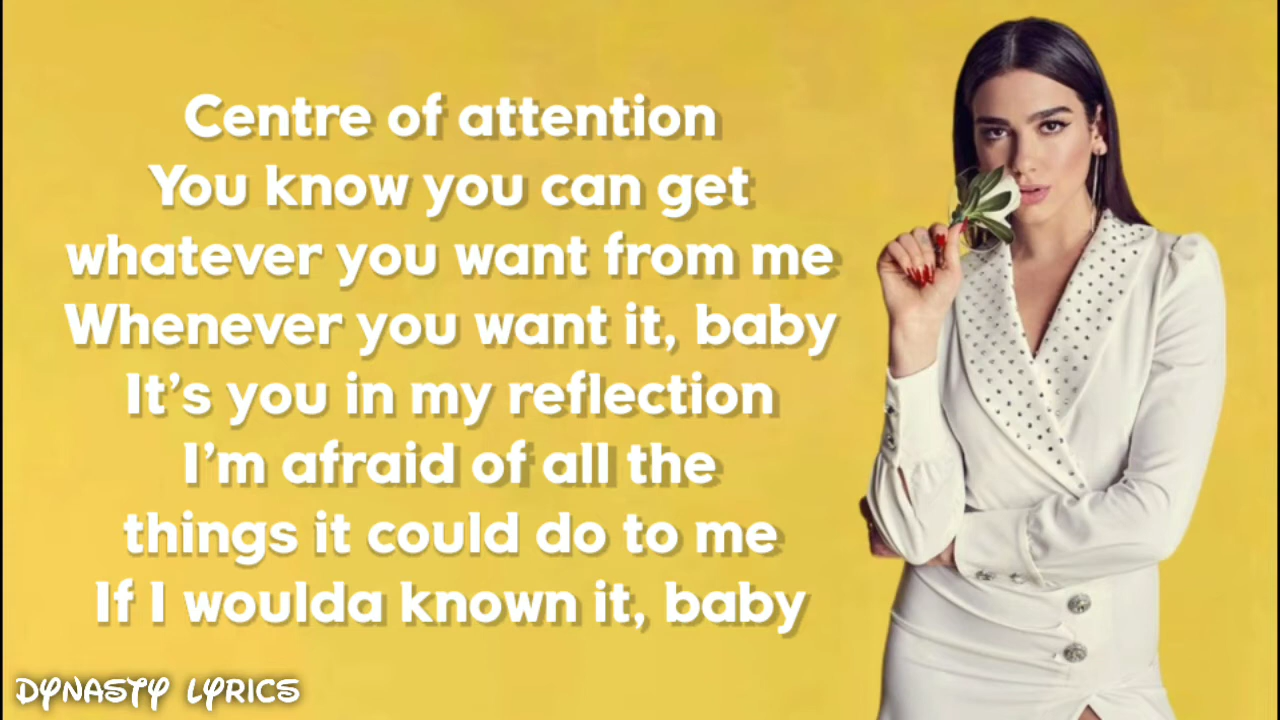 Centre of attention
You know you can get
whatever you want from me
Whenever you want it, baby
It’s you in my reflection
I’m afraid of all the
things it could do to me
If I woulda known it, baby
DYNASTY LYRICS